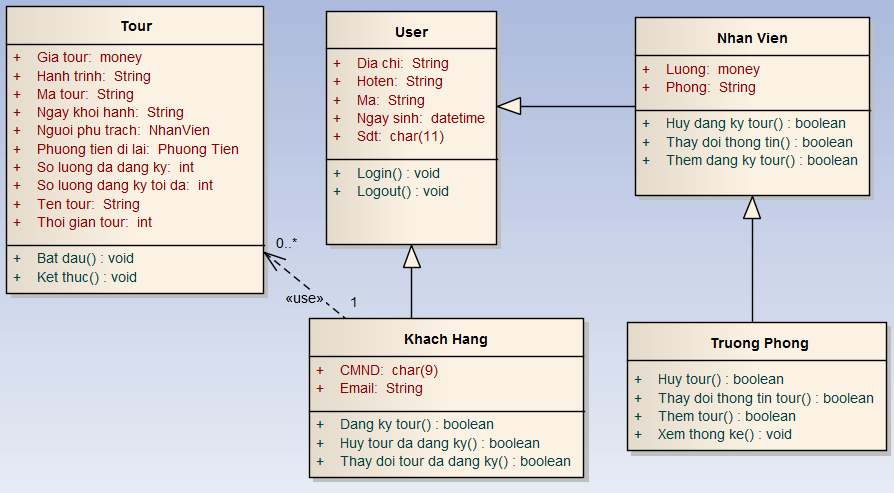 Tour
+ Gia tour: money
+ Hanh trinh: String
+ Ma tour: String
+ Ngay khoi hanh: String
+ Nguoi phu trach: NhanVien
+ Phuong tien di lai: Phuong Tien
+ So luong da dang ky: int
+ So luong dang ky toi da: int
+ Ten tour: String
+ Thoi gian tour: int
+ Bat dau() : void
+ Ket thuc() : void
User
+ Dia chi: String
+ Hoten: String
+ Ma: String
+ Ngay sinh: datetime
+ Sdt: char(11)
+ Login() : void
+ Logout() : void
Nhan Vien
+ Luong: money
+ Phong: String
+ Huy dang ky tour() : boolean
+ Thay doi thong tin() : boolean
+ Them dang ky tour() : boolean
0..*
«use»
1
Khach Hang
+ CMND: char(9)
+ Email: String
+ Dang ky tour() : boolean
+ Huy tour da dang ky() : boolean
+ Thay doi tour da dang ky() : boolean
Truong Phong
+ Huy tour() : boolean
+ Thay doi thong tin tour() : boolean
+ Them tour() : boolean
+ Xem thong ke() : void